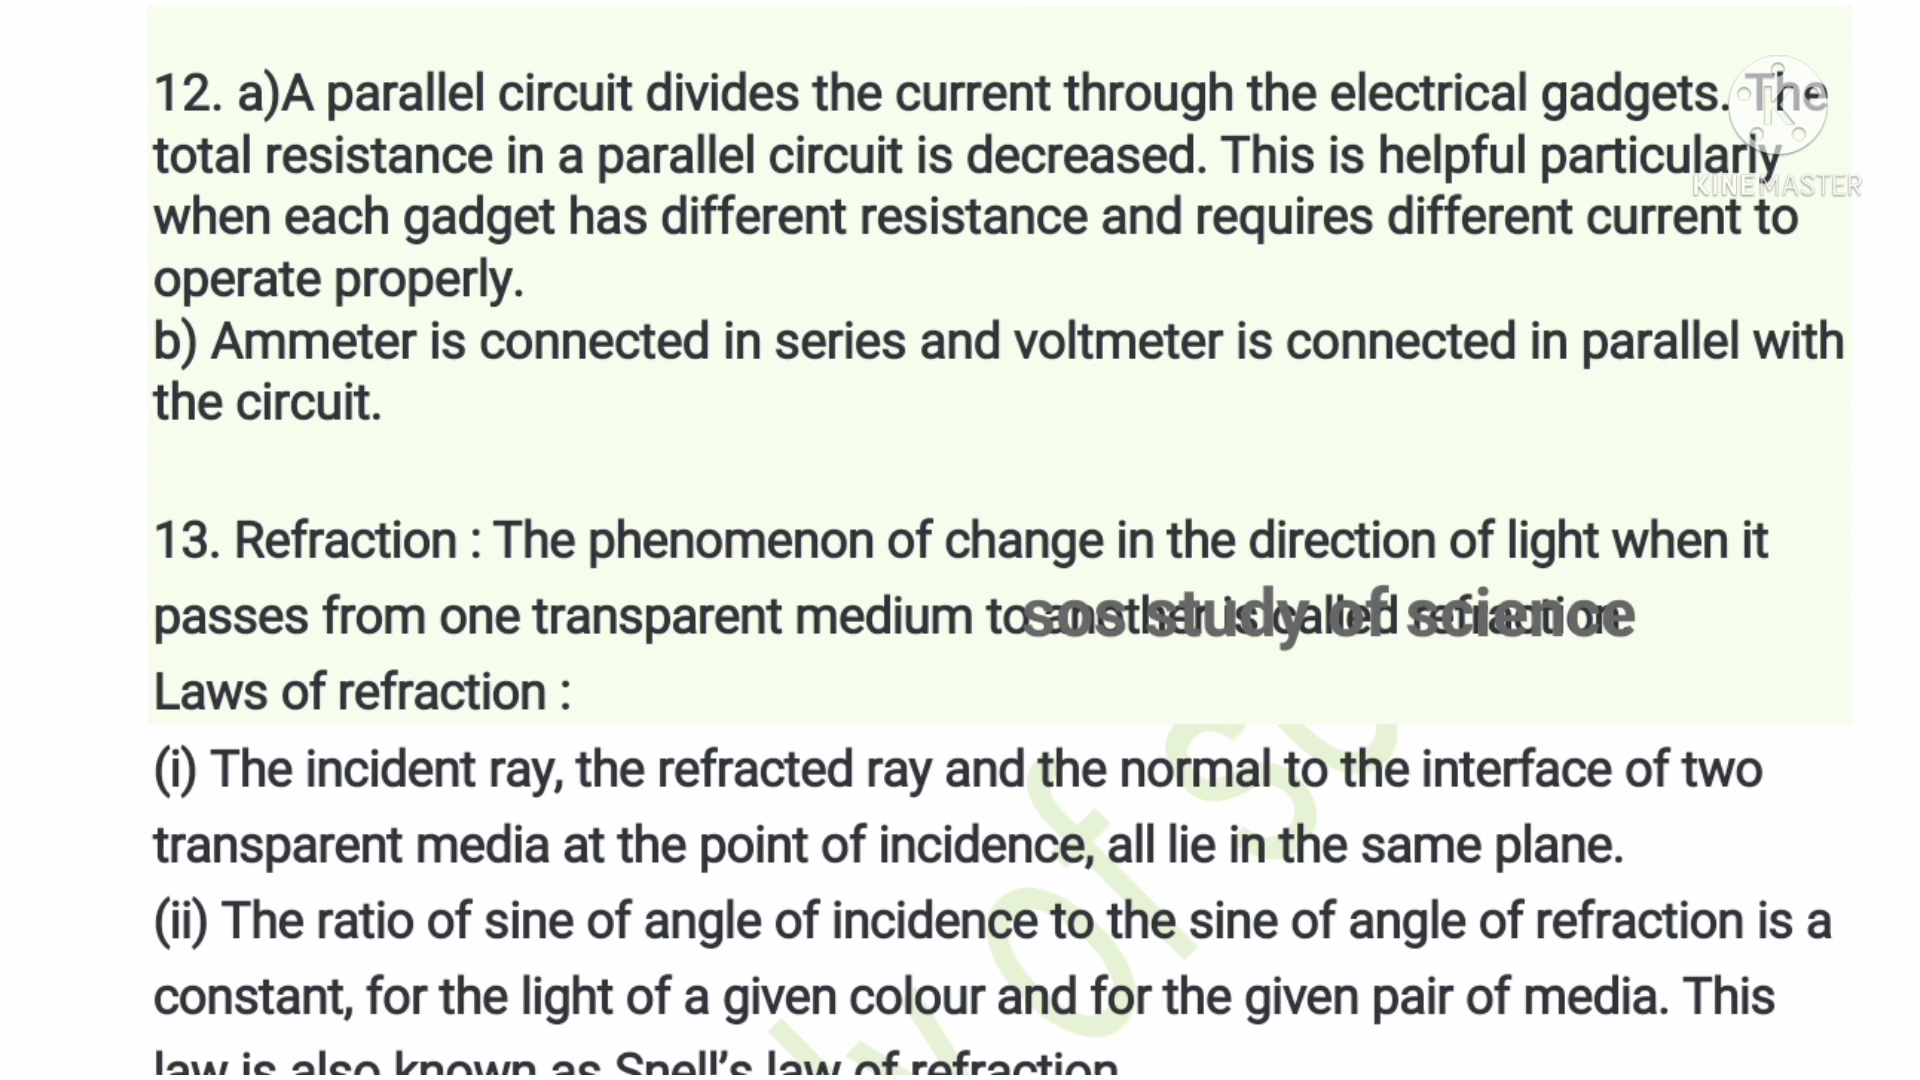 12. a)A parallel circuit divides the current through the electrical gadgets. The
total resistance in a parallel circuit is decreased. This is helpful particularly
KINEMASTER
when each gadget has different resistance and requires different current to
operate properly.
b) Ammeter is connected in series and voltmeter is connected in parallel with
the circuit.
13. Refraction : The phenomenon of change in the direction of light when it
passes from one transparent medium to another is called refraction.
sos study of science
Laws of refraction :
(i) The incident ray, the refracted ray and the normal to the interface of two
transparent media at the point of incidence, all lie in the same plane.
(ii) The ratio of sine of angle of incidence to the sine of angle of refraction is a
constant, for the light of a given colour and for the given pair of media. This
law is also known as Snell's law of refraction
of